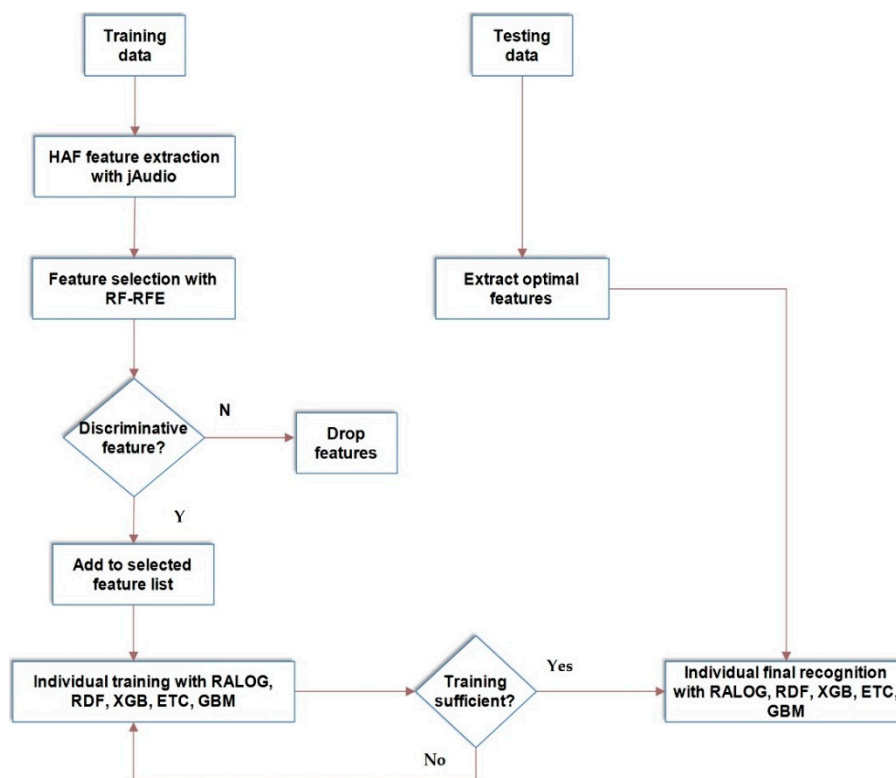 Training
data
Testing
data
HAF feature extraction
with jAudio
Feature selection with
RF-RFE
Extract optimal
features
Discriminative
feature?
N
Drop
features
Y
Add to selected
feature list
Individual training with RALOG,
RDF, XGB, ETC, GBM
Training
sufficient?
Yes
No
Individual final recognition
with RALOG, RDF, XGB, ETC,
GBM